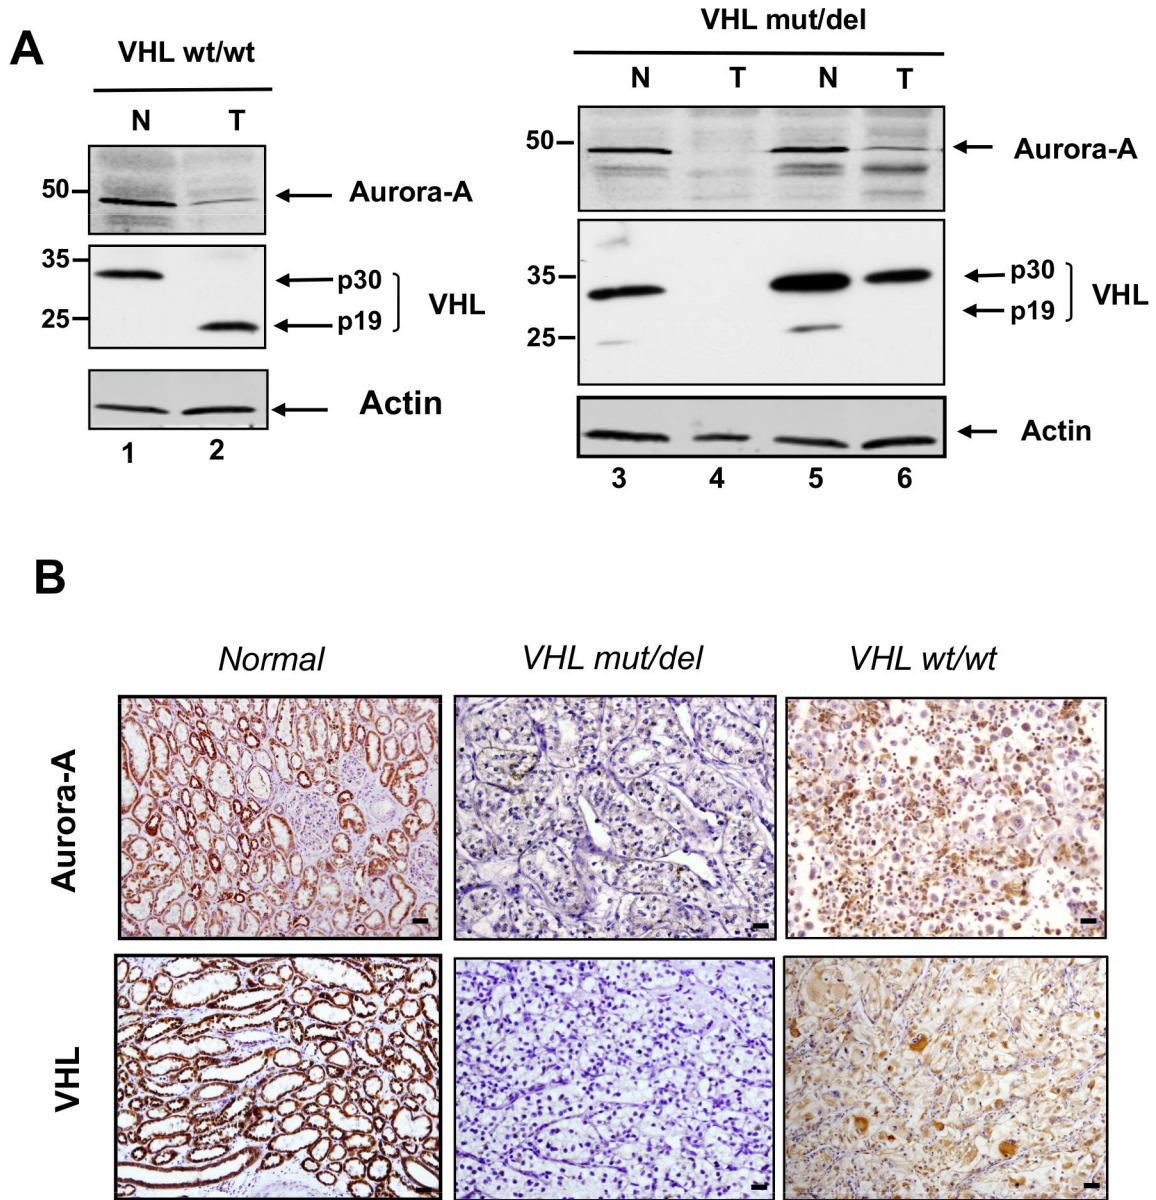 A
VHL wt/wt
N T
50
Aurora-A
35
25
p30
p19
VHL
Actin
1 2
VHL mut/del
N T N T
50
Aurora-A
35
25
p30
p19
VHL
Actin
3 4 5 6
B
Normal VHL mut/del VHL wt/wt
Aurora-A
VHL